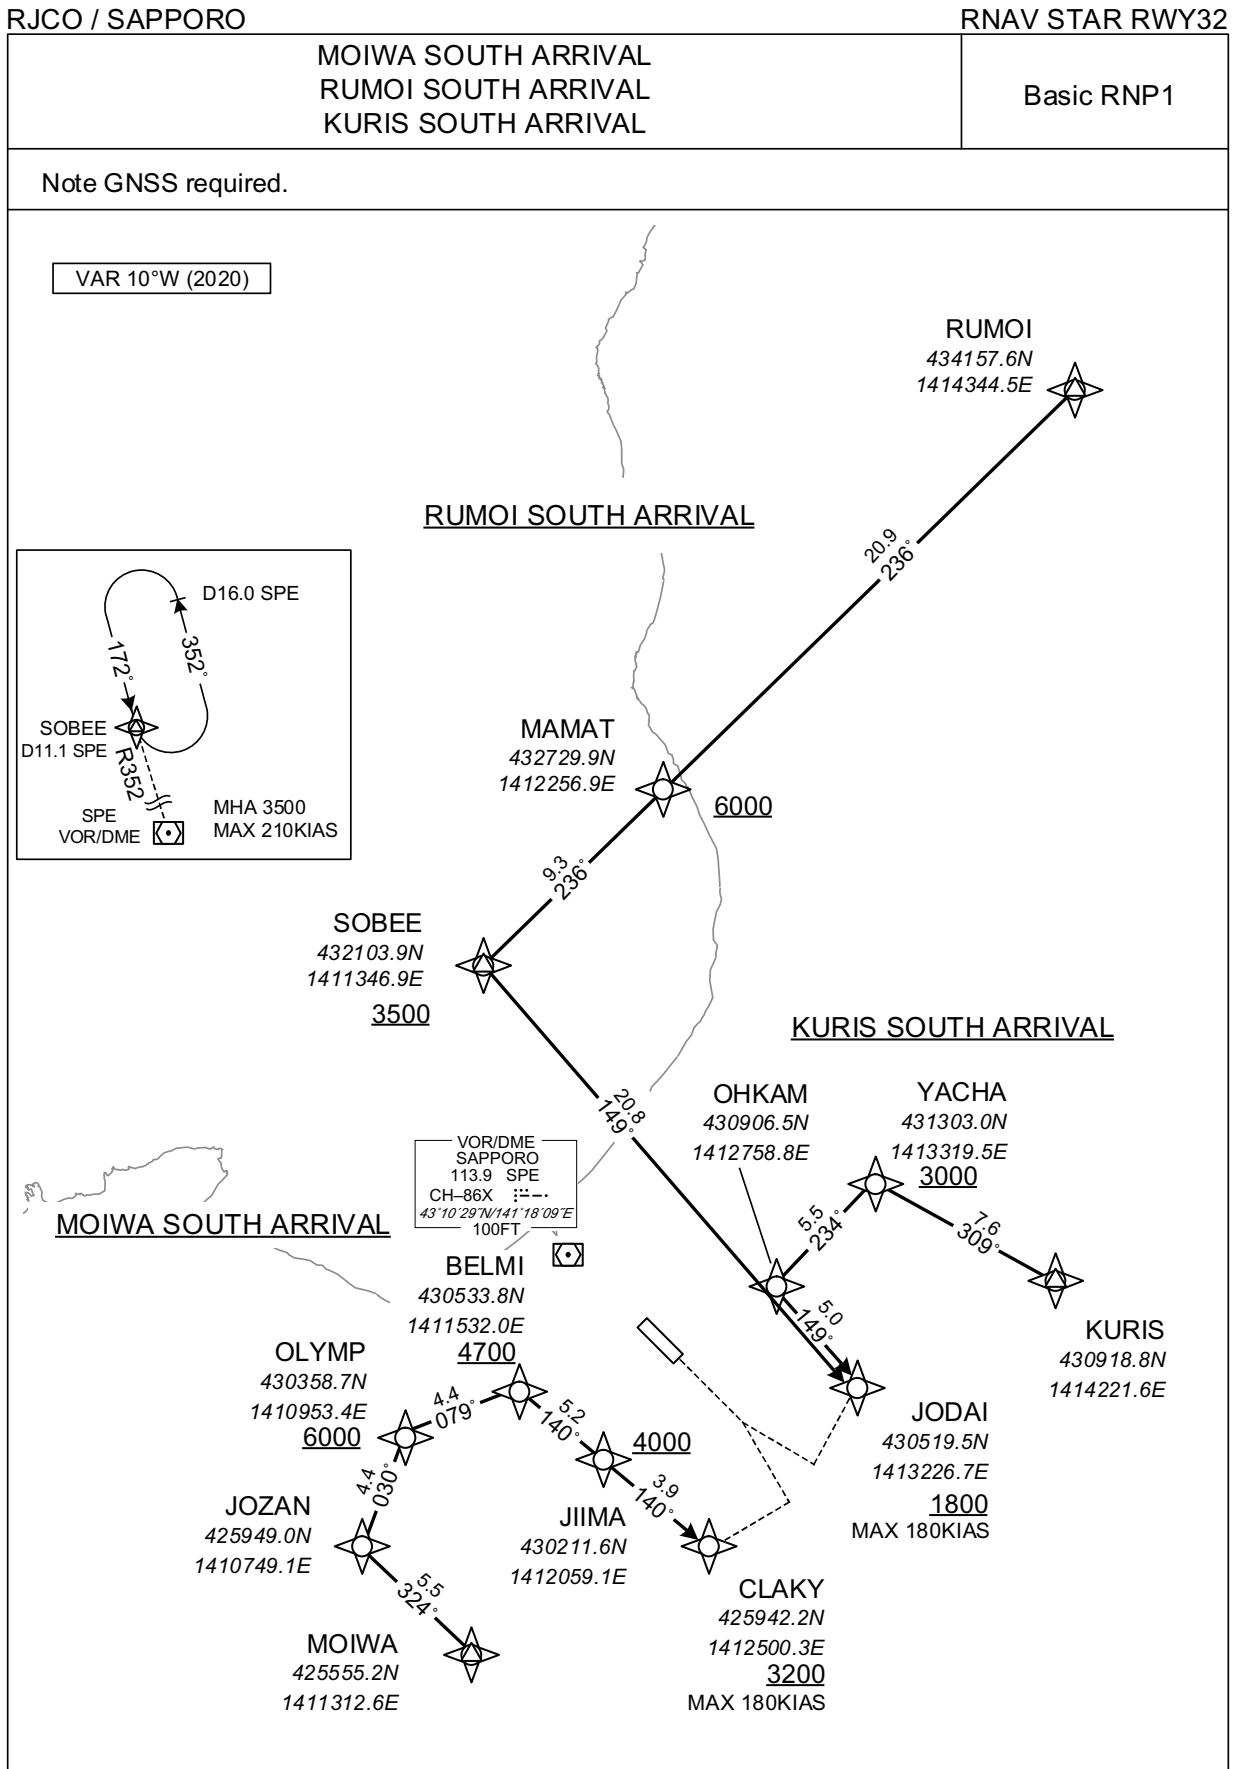 RJCO / SAPPORO
RNAV STAR RWY32
MOIWA SOUTH ARRIVAL
RUMOI SOUTH ARRIVAL
KURIS SOUTH ARRIVAL
Basic RNP1
Note GNSS required.
VAR 10°W (2020)
RUMOI
434157.6N
1414344.5E
RUMOI SOUTH ARRIVAL
20.9
236°
D16.0 SPE
172°
352°
SOBEE
D11.1 SPE
R352
SPE
VOR/DME
MHA 3500
MAX 210KIAS
MAMAT
432729.9N
1412256.9E
6000
9.3
236°
SOBEE
432103.9N
1411346.9E
3500
KURIS SOUTH ARRIVAL
20.8
149°
OHKAM
430906.5N
1412758.8E
YACHA
431303.0N
1413319.5E
3000
VOR/DME
SAPPORO
113.9 SPE
CH–86X
43°10'29"N/141°18'09"E
100FT
MOIWA SOUTH ARRIVAL
5.5
234°
7.6
309°
BELMI
430533.8N
1411532.0E
4700
5.0
149°
KURIS
430918.8N
1414221.6E
OLYMP
430358.7N
1410953.4E
6000
4.4
079°
5.2
140°
4000
JODAI
430519.5N
1413226.7E
1800
MAX 180KIAS
4.4
030°
3.9
140°
JOZAN
425949.0N
1410749.1E
JIIMA
430211.6N
1412059.1E
5.5
324°
CLAKY
425942.2N
1412500.3E
3200
MAX 180KIAS
MOIWA
425555.2N
1411312.6E